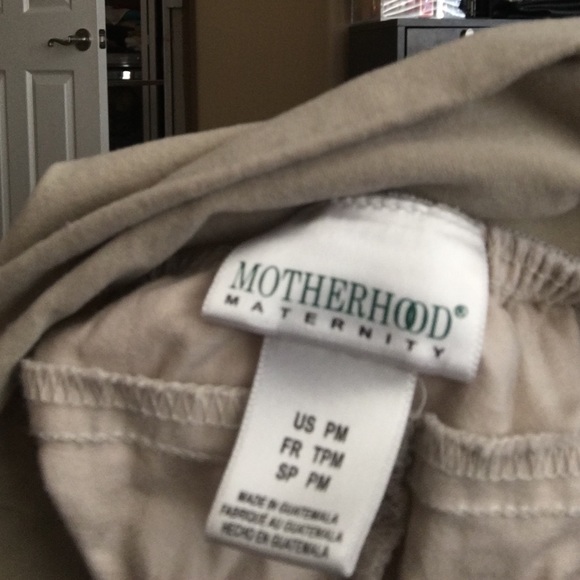 MOTHERHOOD®
MATERNITY
US PM
FR TPM
SP PM
MADE IN GUATEMALA
FABRIQUÉ AU GUATEMALA
HECHO EN GUATEMALA